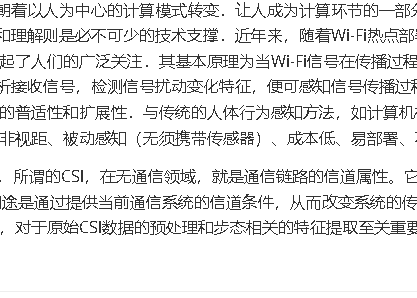 朝着以人为中心的计算模式转变．让人成为计算环节的一部分
和理解则是必不可少的技术支撑．近年来，随着Wi-Fi热点部
起了人们的广泛关注．其基本原理为当Wi-Fi信号在传播过程
析接收信号，检测信号扰动变化特征，便可感知信号传播过
的普适性和扩展性．与传统的人体行为感知方法，如计算机
非视距、被动感知（无须携带传感器）、成本低、易部署、
．所谓的CSI，在无通信领域，就是通信链路的信道属性。它
途是通过提供当前通信系统的信道条件，从而改变系统的传
，对于原始CSI数据的预处理和步态相关的特征提取至关重要